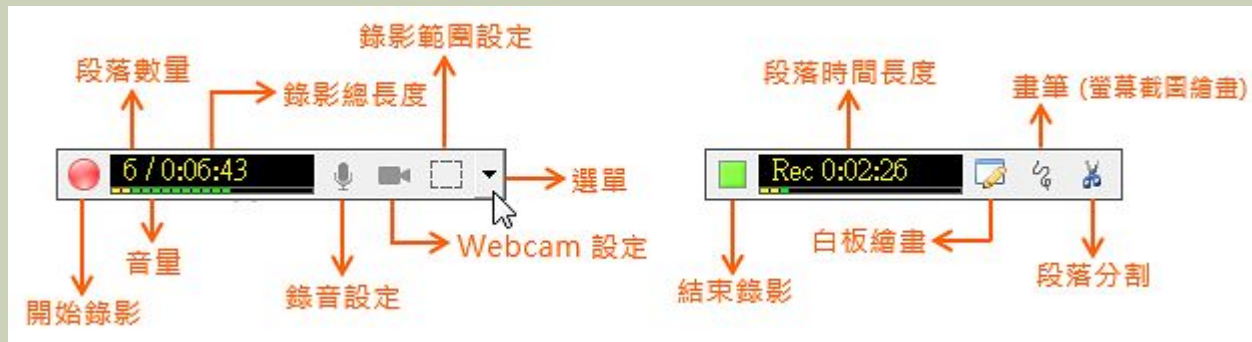 錄影範圍設定
段落數量
錄影總長度
6 / 0:06:43
選單
音量
Webcam 設定
錄音設定
開始錄影
段落時間長度
畫筆 (螢幕截圖繪畫)
Rec 0:02:26
白板繪畫
結束錄影
段落分割